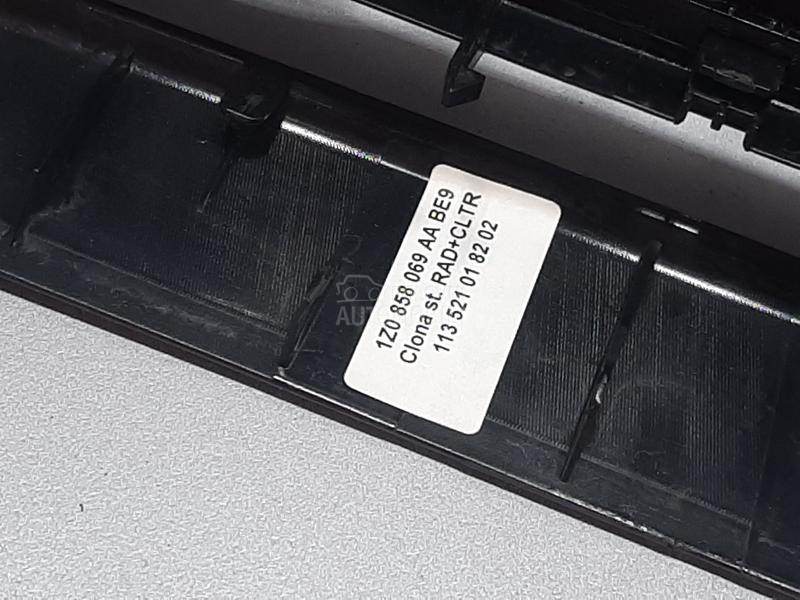 1Z0 858 069 AA BE9
Clona st. RAD+CLTR
113 521 01 82 02